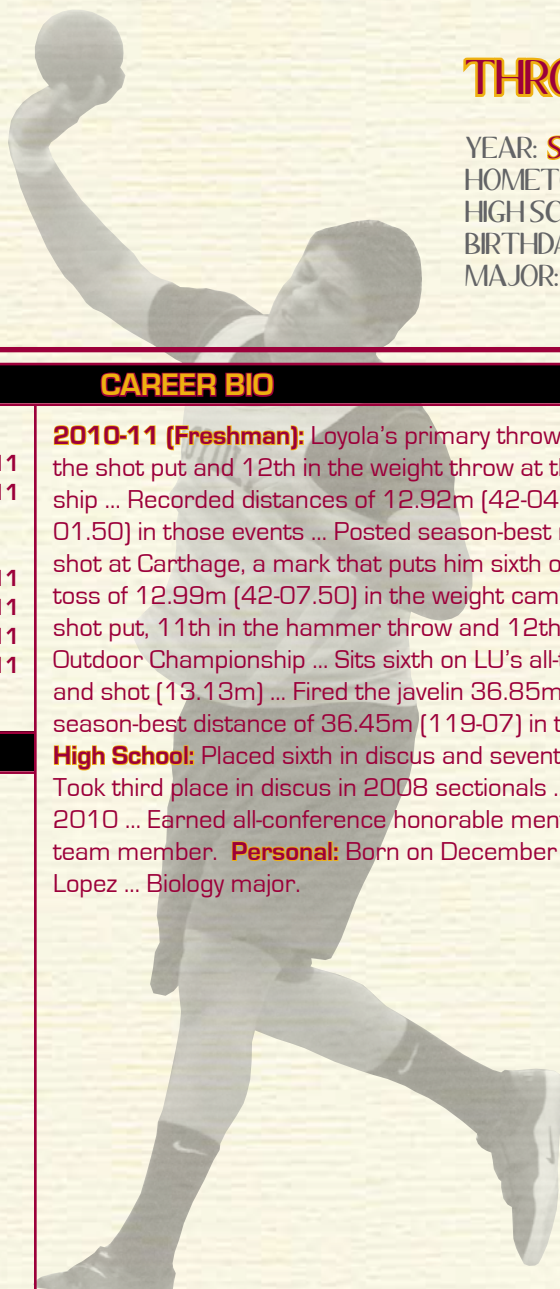 THRO
YEAR: S
HOMET
HIGH SC
BIRTHDA
MAJOR:
CAREER BIO
11
11
11
11
11
11
2010-11 (Freshman): Loyola's primary throw
the shot put and 12th in the weight throw at th
ship ... Recorded distances of 12.92m (42-04.
01.50) in those events ... Posted season-best
shot at Carthage, a mark that puts him sixth o
toss of 12.99m (42-07.50) in the weight cam
shot put, 11th in the hammer throw and 12th
Outdoor Championship ... Sits sixth on LU's all-
and shot (13.13m) ... Fired the javelin 36.85m
season-best distance of 36.45m (119-07) in t
High School: Placed sixth in discus and sevent
Took third place in discus in 2008 sectionals .
2010 ... Earned all-conference honorable men
team member. Personal: Born on December
Lopez ... Biology major.